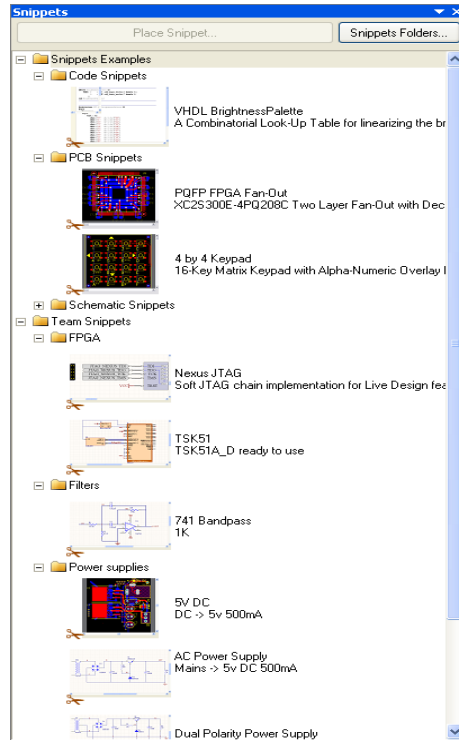 Snippets
Place Snippet...
Snippets Folders...
Snippets Examples
Code Snippets
VHDL BrightnessPalette
A Combinatorial Look-Up Table for linearizing the br
PCB Snippets
PQFP FPGA Fan-Out
XC2S300E-4PQ208C Two Layer Fan-Out with Dec
4 by 4 Keypad
16-Key Matrix Keypad with Alpha-Numeric Overlay
Schematic Snippets
Team Snippets
FPGA
Nexus JTAG
Soft JTAG chain implementation for Live Design fea
TSK51
TSK51A_D ready to use
Filters
741 Bandpass
1K
Power supplies
5V DC
DC -> 5v 500mA
AC Power Supply
Mains -> 5v DC 500mA
Dual Polarity Power Supply